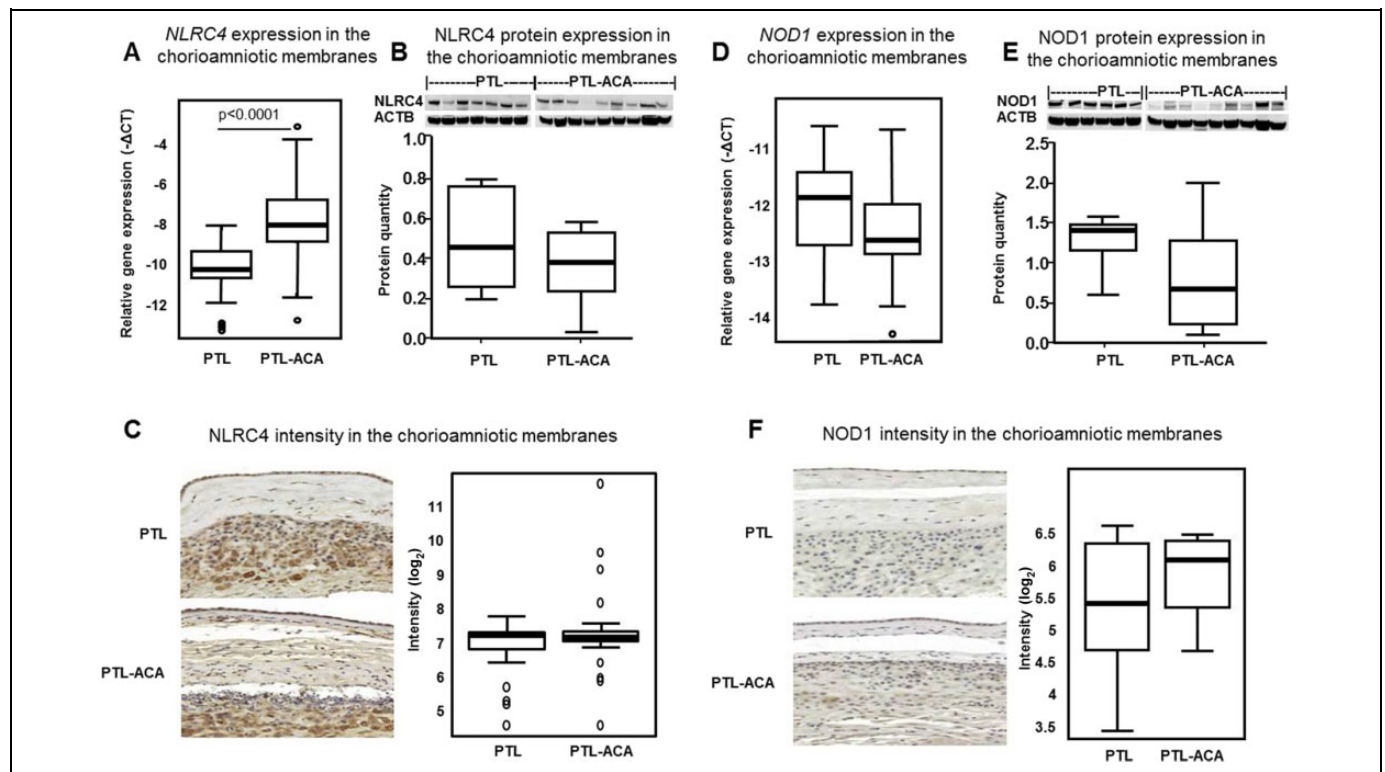 A
NLRC4 expression in the
chorioamniotic membranes
Relative gene expression (-ΔCT)
p<0.0001
-4
-6
-8
-10
-12
PTL
PTL-ACA
B
NLRC4 protein expression in
the chorioamniotic membranes
|---------PTL------|------PTL-ACA---------|
NLRC4
ACTB
Protein quantity
1.0
0.8
0.6
0.4
0.2
0.0
PTL
PTL-ACA
D
NOD1 expression in the
chorioamniotic membranes
Relative gene expression (-ΔCT)
-11
-12
-13
-14
PTL
PTL-ACA
E
NOD1 protein expression in
the chorioamniotic membranes
|--------PTL---||------PTL-ACA-------|
NOD1
ACTB
Protein quantity
2.5
2.0
1.5
1.0
0.5
0.0
PTL
PTL-ACA
C
NLRC4 intensity in the chorioamniotic membranes
PTL
PTL-ACA
Intensity (log2)
11
10
9
8
7
6
5
PTL
PTL-ACA
F
NOD1 intensity in the chorioamniotic membranes
PTL
PTL-ACA
Intensity (log2)
6.5
6
5.5
5
4.5
4
3.5
PTL
PTL-ACA